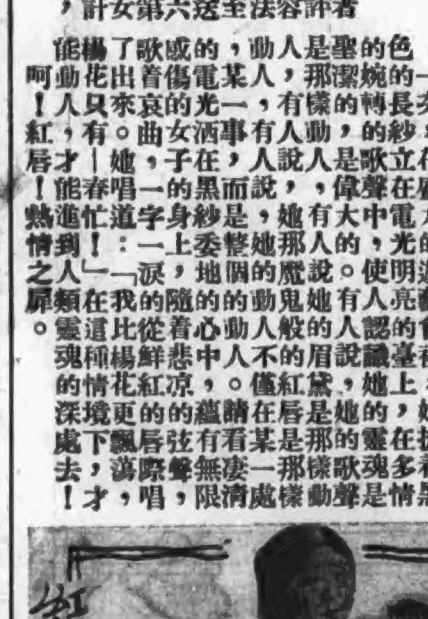 者
評
容
法
至
送
六
第
女
計
，
色的長紗立在電光明亮的臺上，在多情
的婉轉的歌聲中，使人認識她的靈魂是
聖潔的，是偉大的。有人說，她的歌聲
是那樣動人，有人說她的眉黛是那樣動
人，有人說，她那魔鬼般的紅唇是那樣
動人，有人說，她的動人不僅在某一處
，某一事，而是整個的動人。請看凄清
的電光洒在黑紗委地的心中，蘊有無限
感傷的女子的身上，隨着悲凉的弦聲，
歌着哀曲，一字一淚的從鮮紅的唇際唱
了出來。她唱道：「我比楊花更飄蕩，
楊花只有｜春忙！」在這種情境下，才
能動人，才能進到人類靈魂的深處去！
呵！紅唇！熱情之扉。
紅